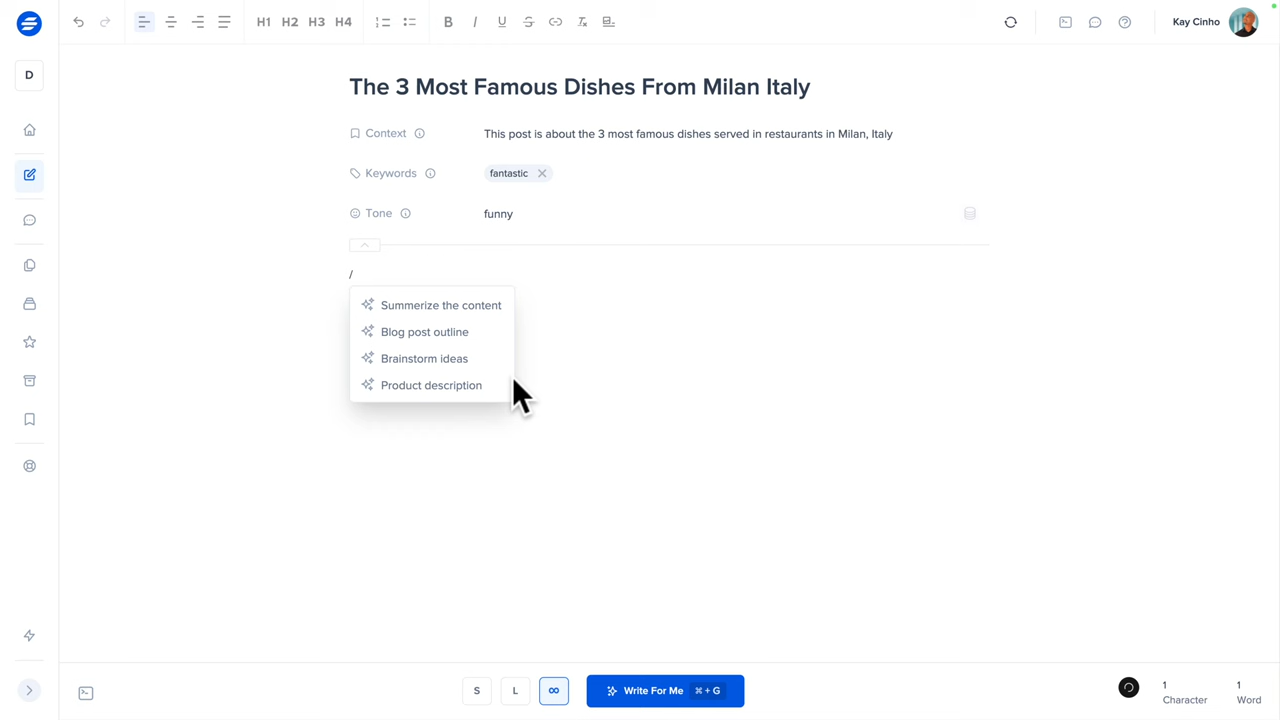 H1 H2 H3 H4 B I U S Kay Cinho
D
The 3 Most Famous Dishes From Milan Italy
Context This post is about the 3 most famous dishes served in restaurants in Milan, Italy
Keywords fantastic
Tone funny
/
Summerize the content
Blog post outline
Brainstorm ideas
Product description
S L ∞ Write For Me ⌘ + G
1 1
Character Word